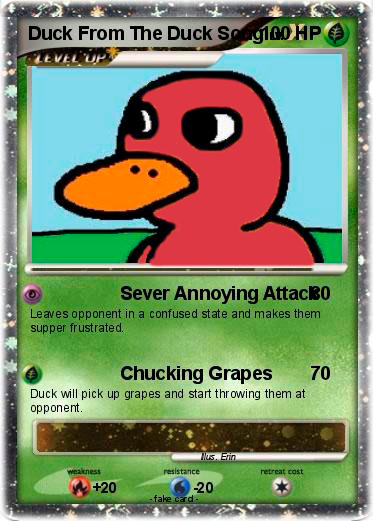 Duck From The Duck Song 100 HP
LEVEL UP
Sever Annoying Attack 80
Leaves opponent in a confused state and makes them
supper frustrated.
Chucking Grapes 70
Duck will pick up grapes and start throwing them at
opponent.
Illus. Erin
weakness resistance retreat cost
+20 -20
- fake card -